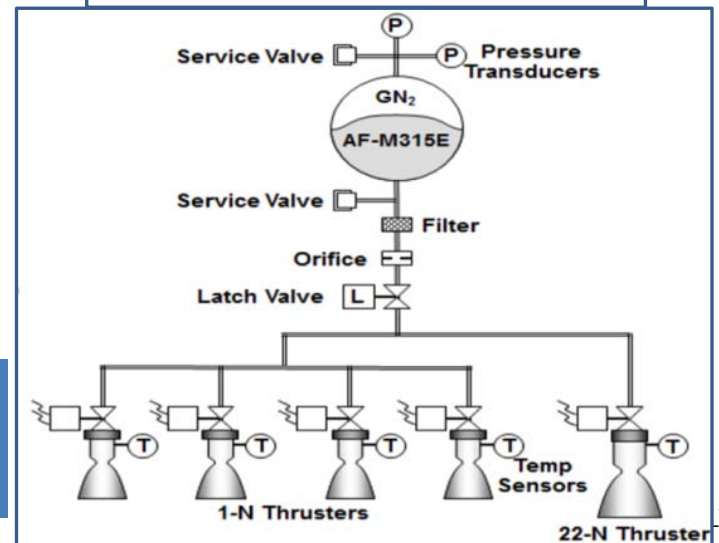 P
Service Valve
P
Pressure
Transducers
GN₂
AF-M315E
Service Valve
Filter
Orifice
Latch Valve
L
T
T
T
T
T
Temp
Sensors
1-N Thrusters
22-N Thruster